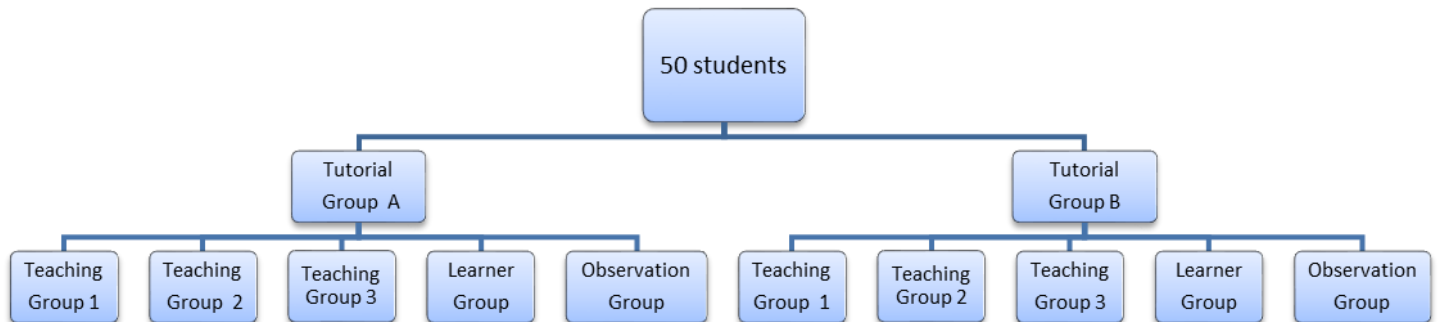 50 students
Tutorial
Group A
Tutorial
Group B
Teaching
Group 1
Teaching
Group 2
Teaching
Group 3
Learner
Group
Observation
Group
Teaching
Group 1
Teaching
Group 2
Teaching
Group 3
Learner
Group
Observation
Group